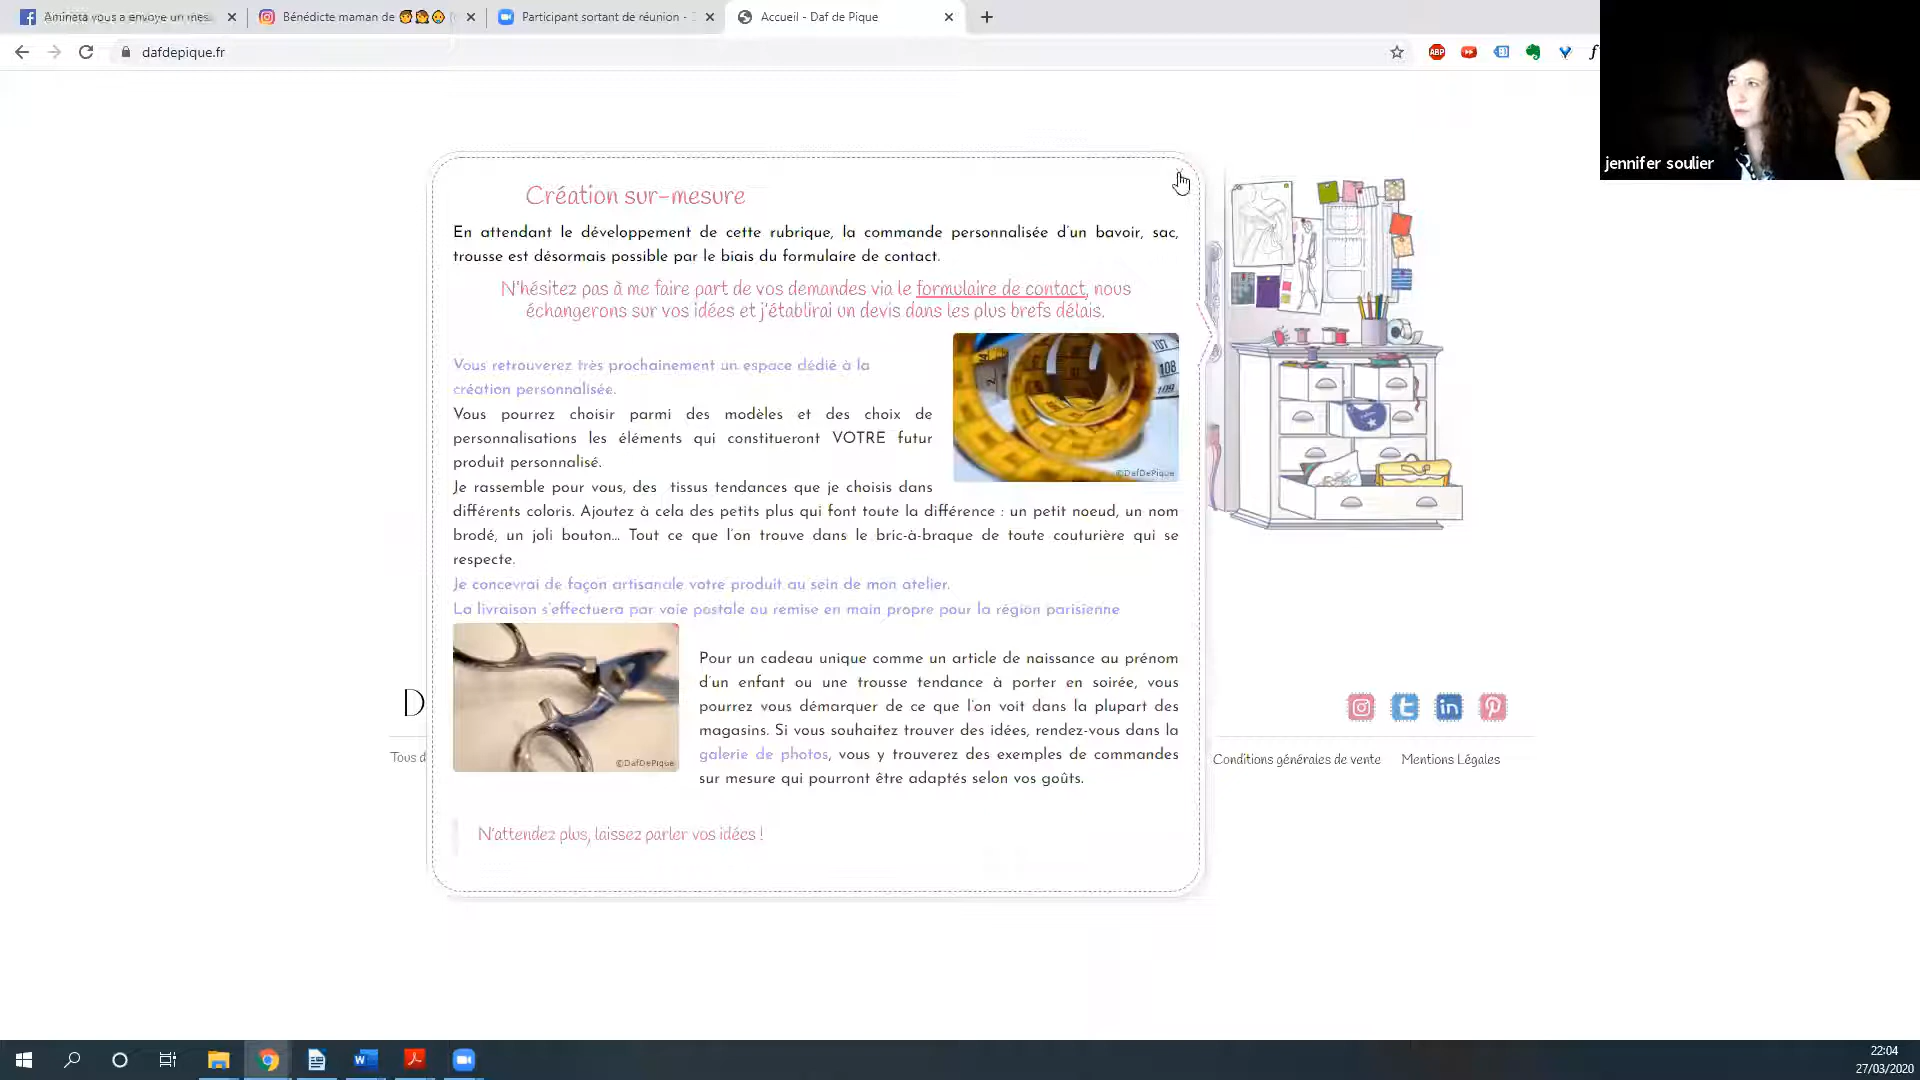 Amineta vous a envoyé un mes
Bénédicte maman de
Participant sortant de réunion -
Accueil - Daf de Pique
dafdepique.fr
ABP
jennifer soulier
Création sur-mesure
En attendant le développement de cette rubrique, la commande personnalisée d'un bavoir, sac,
trousse est désormais possible par le biais du formulaire de contact.
N'hésitez pas à me faire part de vos demandes via le formulaire de contact, nous
échangerons sur vos idées et j'établirai un devis dans les plus brefs délais.
Vous retrouverez très prochainement un espace dédié à la
création personnalisée.
Vous pourrez choisir parmi des modèles et des choix de
personnalisations les éléments qui constitueront VOTRE futur
produit personnalisé.
Je rassemble pour vous, des tissus tendances que je choisis dans
différents coloris. Ajoutez à cela des petits plus qui font toute la différence : un petit noeud, un nom
brodé, un joli bouton... Tout ce que l'on trouve dans le bric-à-braque de toute couturière qui se
respecte.
Je concevrai de façon artisanale votre produit au sein de mon atelier.
La livraison s'effectuera par voie postale ou remise en main propre pour la région parisienne
107
108
109
©DafDePique
©DafDePique
Pour un cadeau unique comme un article de naissance au prénom
d'un enfant ou une trousse tendance à porter en soirée, vous
pourrez vous démarquer de ce que l'on voit dans la plupart des
magasins. Si vous souhaitez trouver des idées, rendez-vous dans la
galerie de photos, vous y trouverez des exemples de commandes
sur mesure qui pourront être adaptés selon vos goûts.
N'attendez plus, laissez parler vos idées !
D
Tous d
Conditions générales de vente
Mentions Légales
22:04
27/03/2020